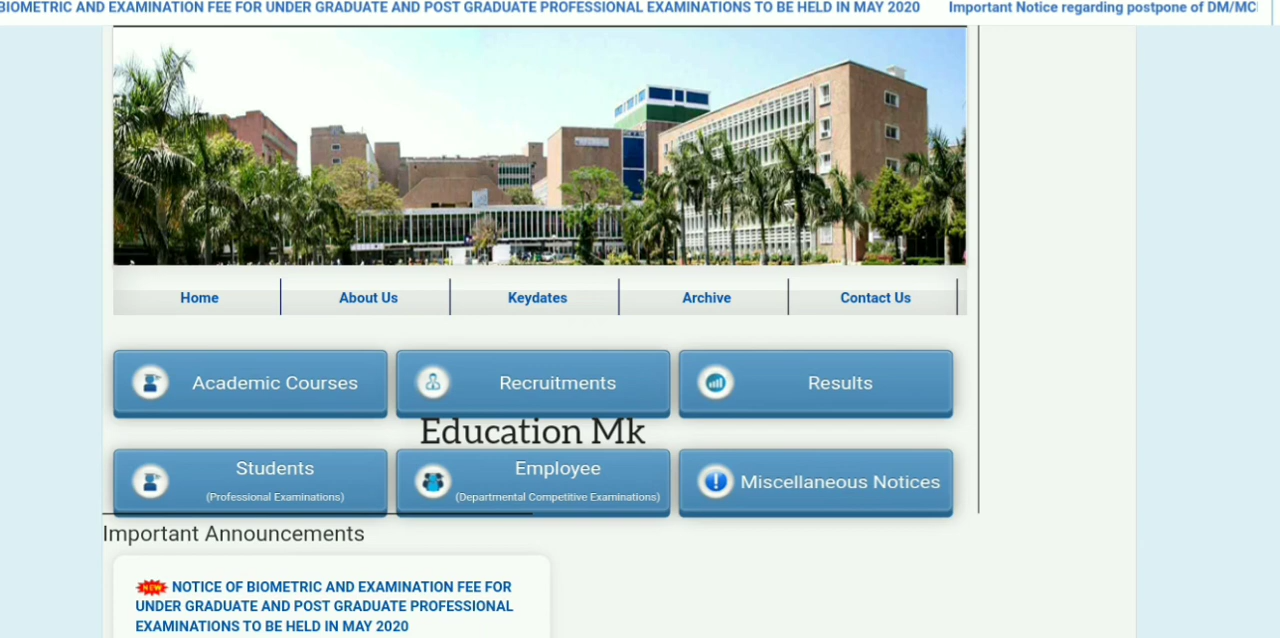 BIOMETRIC AND EXAMINATION FEE FOR UNDER GRADUATE AND POST GRADUATE PROFESSIONAL EXAMINATIONS TO BE HELD IN MAY 2020 Important Notice regarding postpone of DM/MC
Home About Us Keydates Archive Contact Us
Academic Courses Recruitments Results
Education Mk
Students Employee Miscellaneous Notices
(Professional Examinations) (Departmental Competitive Examinations)
Important Announcements
NEW NOTICE OF BIOMETRIC AND EXAMINATION FEE FOR
UNDER GRADUATE AND POST GRADUATE PROFESSIONAL
EXAMINATIONS TO BE HELD IN MAY 2020